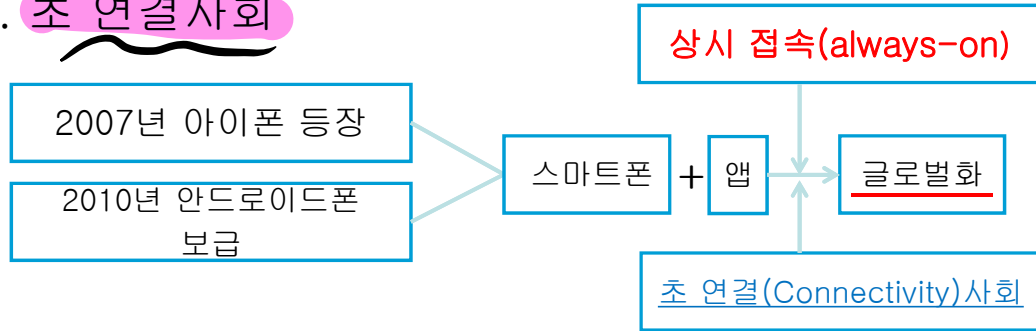 . 초 연결사회
상시 접속(always-on)
2007년 아이폰 등장
2010년 안드로이드폰
보급
스마트폰 + 앱
글로벌화
초 연결(Connectivity)사회